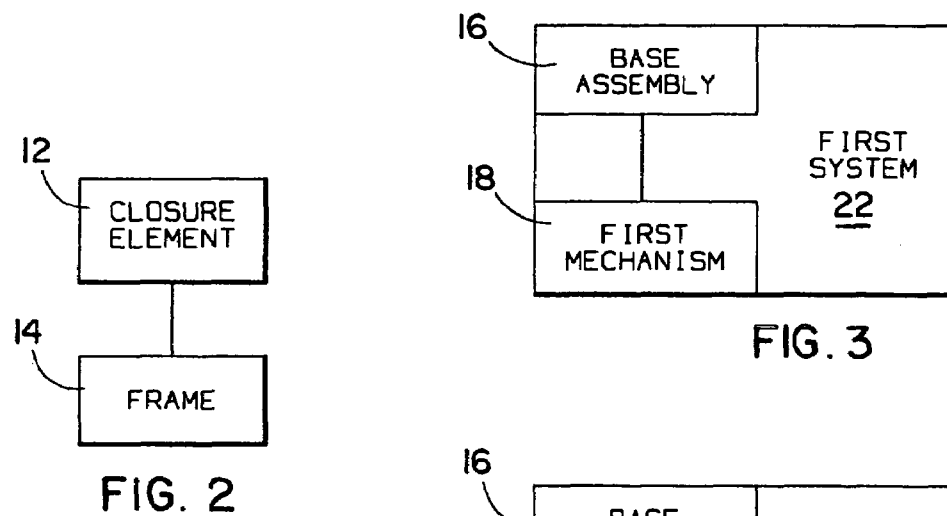 12
CLOSURE
ELEMENT
14
FRAME
FIG. 2
16
BASE
ASSEMBLY
18
FIRST
MECHANISM
FIRST
SYSTEM
22
FIG. 3
16
BASE